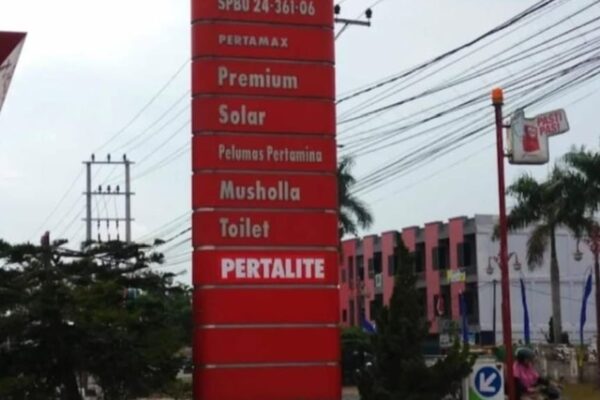 SPBU 24-361-06
PERTAMAX
Premium
Solar
Pelumas Pertamina
Musholla
Toilet
PERTALITE
PASTI
PAS!